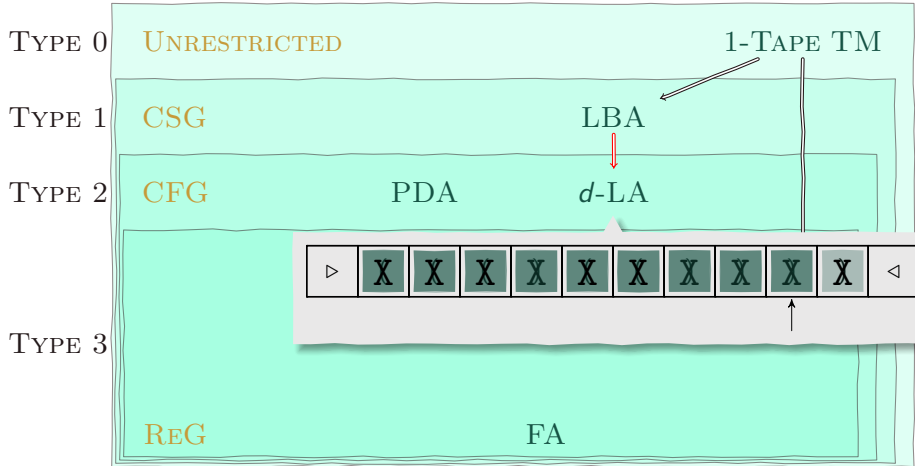 Type 0 Unrestricted 1-Tape TM
Type 1 CSG LBA
Type 2 CFG PDA d-LA
▷ X X X X X X X X X X ◁
Type 3
ReG FA